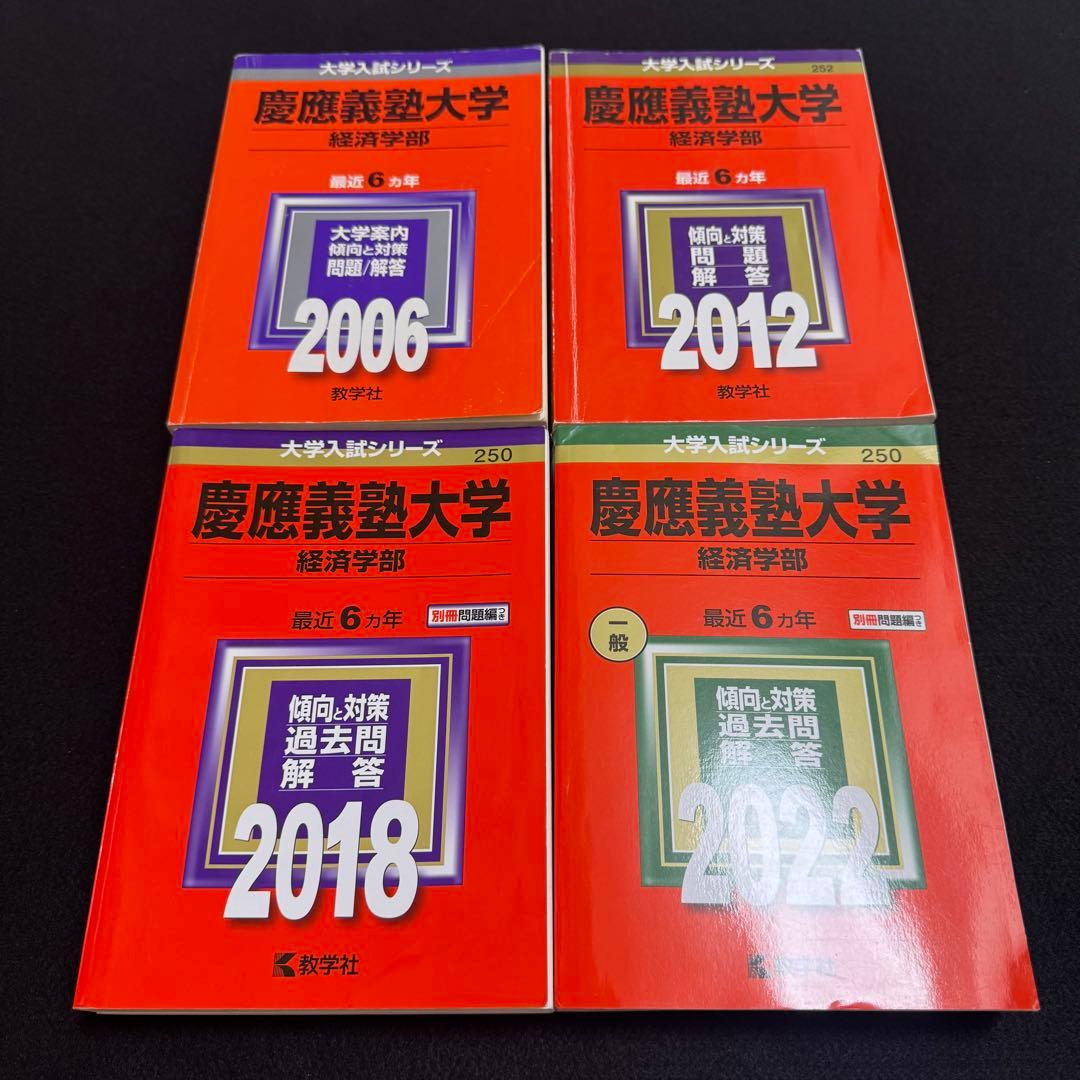 大学入試シリーズ
慶應義塾大学
経済学部
最近6ヵ年
大学案内
傾向と対策
問題/解答
2006
教学社
大学入試シリーズ
252
慶應義塾大学
経済学部
最近6ヵ年
傾向と対策
問題
解答
2012
教学社
大学入試シリーズ
250
慶應義塾大学
経済学部
最近6ヵ年
別冊問題編つき
傾向と対策
過去問
解答
2018
教学社
大学入試シリーズ
250
慶應義塾大学
経済学部
一般
最近6ヵ年
別冊問題編つき
傾向と対策
過去問
解答
2022
教学社